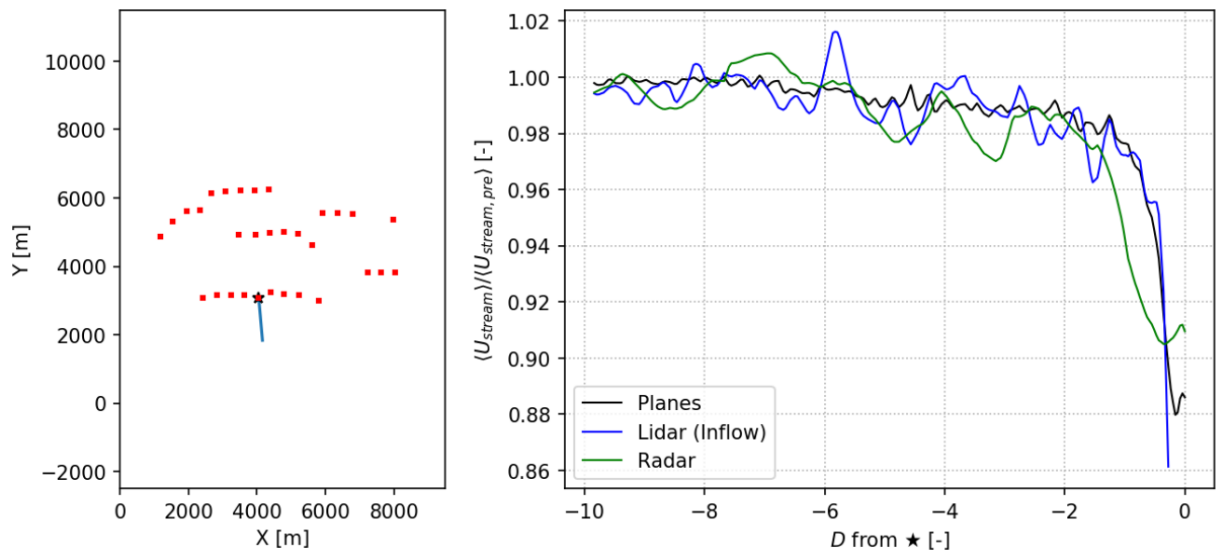 Y [m]
10000
8000
6000
4000
2000
0
−2000
0 2000 4000 6000 8000
X [m]
⟨U_stream⟩/⟨U_stream,pre⟩ [-]
1.02
1.00
0.98
0.96
0.94
0.92
0.90
0.88
0.86
Planes
Lidar (Inflow)
Radar
−10 −8 −6 −4 −2 0
D from ★ [-]